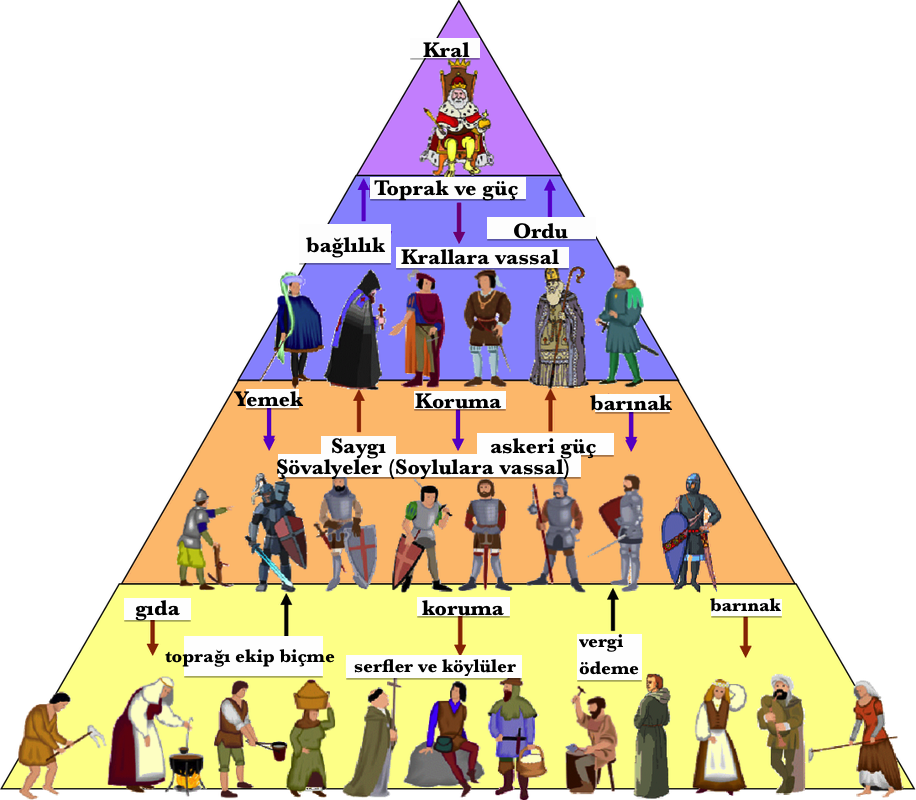 Kral
Toprak ve güç
bağlılık
Ordu
Krallara vassal
Yemek
Koruma
barınak
Saygı
askeri güç
Şövalyeler (Soylulara vassal)
gıda
koruma
barınak
toprağı ekip biçme
vergi
ödeme
serfler ve köylüler